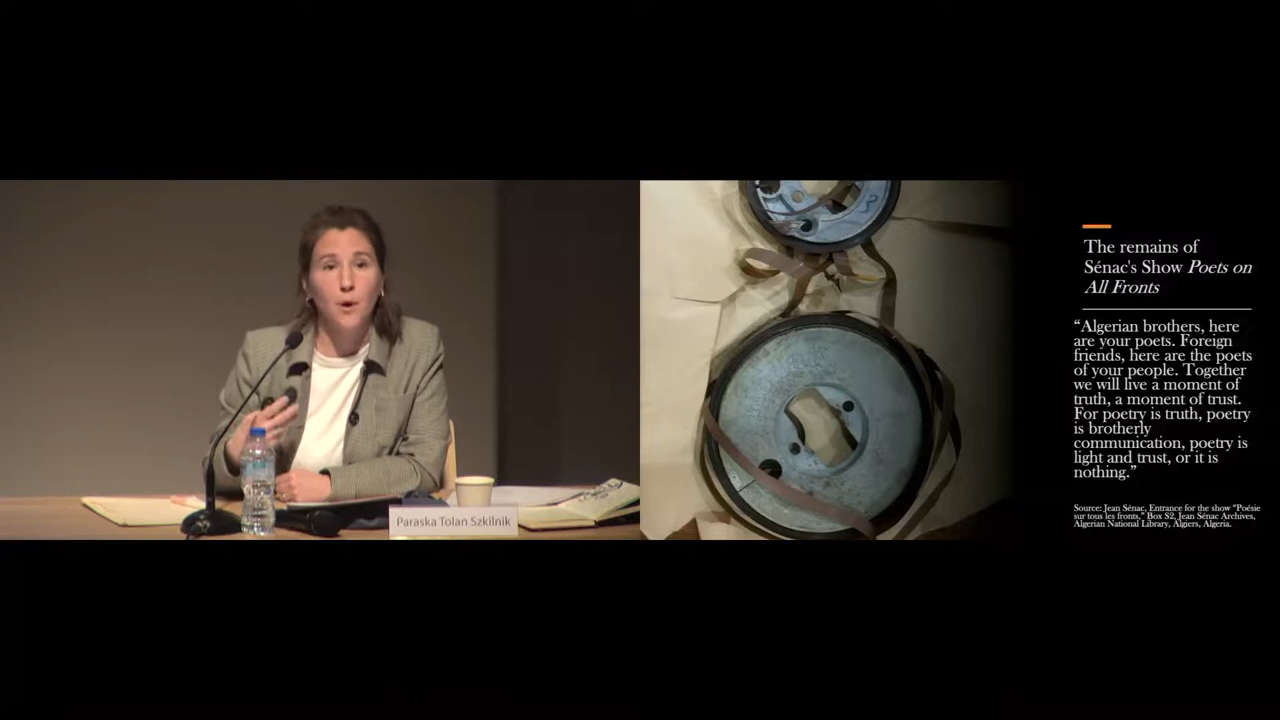 Paraska Tolan Szkilnik
The remains of
Sénac's Show Poets on
All Fronts
“Algerian brothers, here
are your poets. Foreign
friends, here are the poets
of your people. Together
we will live a moment of
truth, a moment of trust.
For poetry is truth, poetry
is brotherly
communication, poetry is
light and trust, or it is
nothing.”
Source: Jean Sénac, Entrance for the show “Poésie
sur tous les fronts,” Box S2, Jean Sénac Archives,
Algerian National Library, Algiers, Algeria.